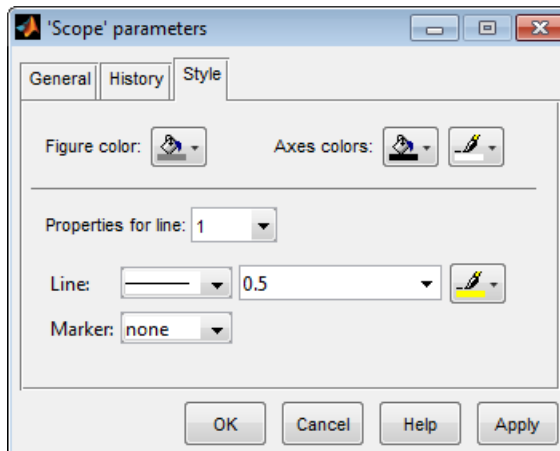 'Scope' parameters
General History Style
Figure color: Axes colors:
Properties for line: 1
Line: 0.5
Marker: none
OK Cancel Help Apply